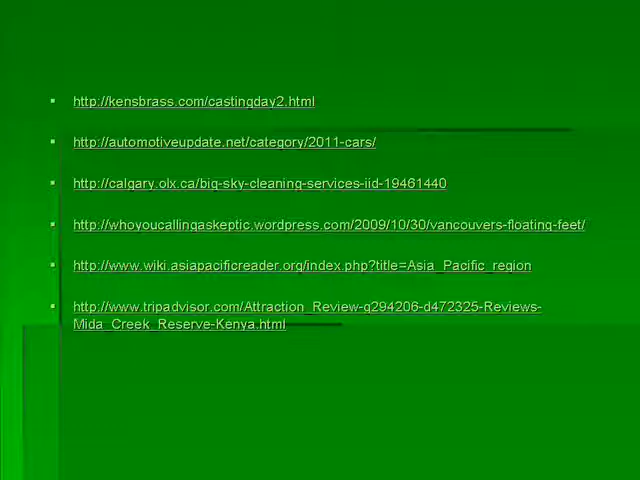 http://kensbrass.com/castingday2.html
http://automotiveupdate.net/category/2011-cars/
http://calgary.olx.ca/big-sky-cleaning-services-iid-19461440
http://whoyoucallingaskeptic.wordpress.com/2009/10/30/vancouvers-floating-feet/
http://www.wiki.asiapacificreader.org/index.php?title=Asia_Pacific_region
http://www.tripadvisor.com/Attraction_Review-g294206-d472325-Reviews-
Mida_Creek_Reserve-Kenya.html